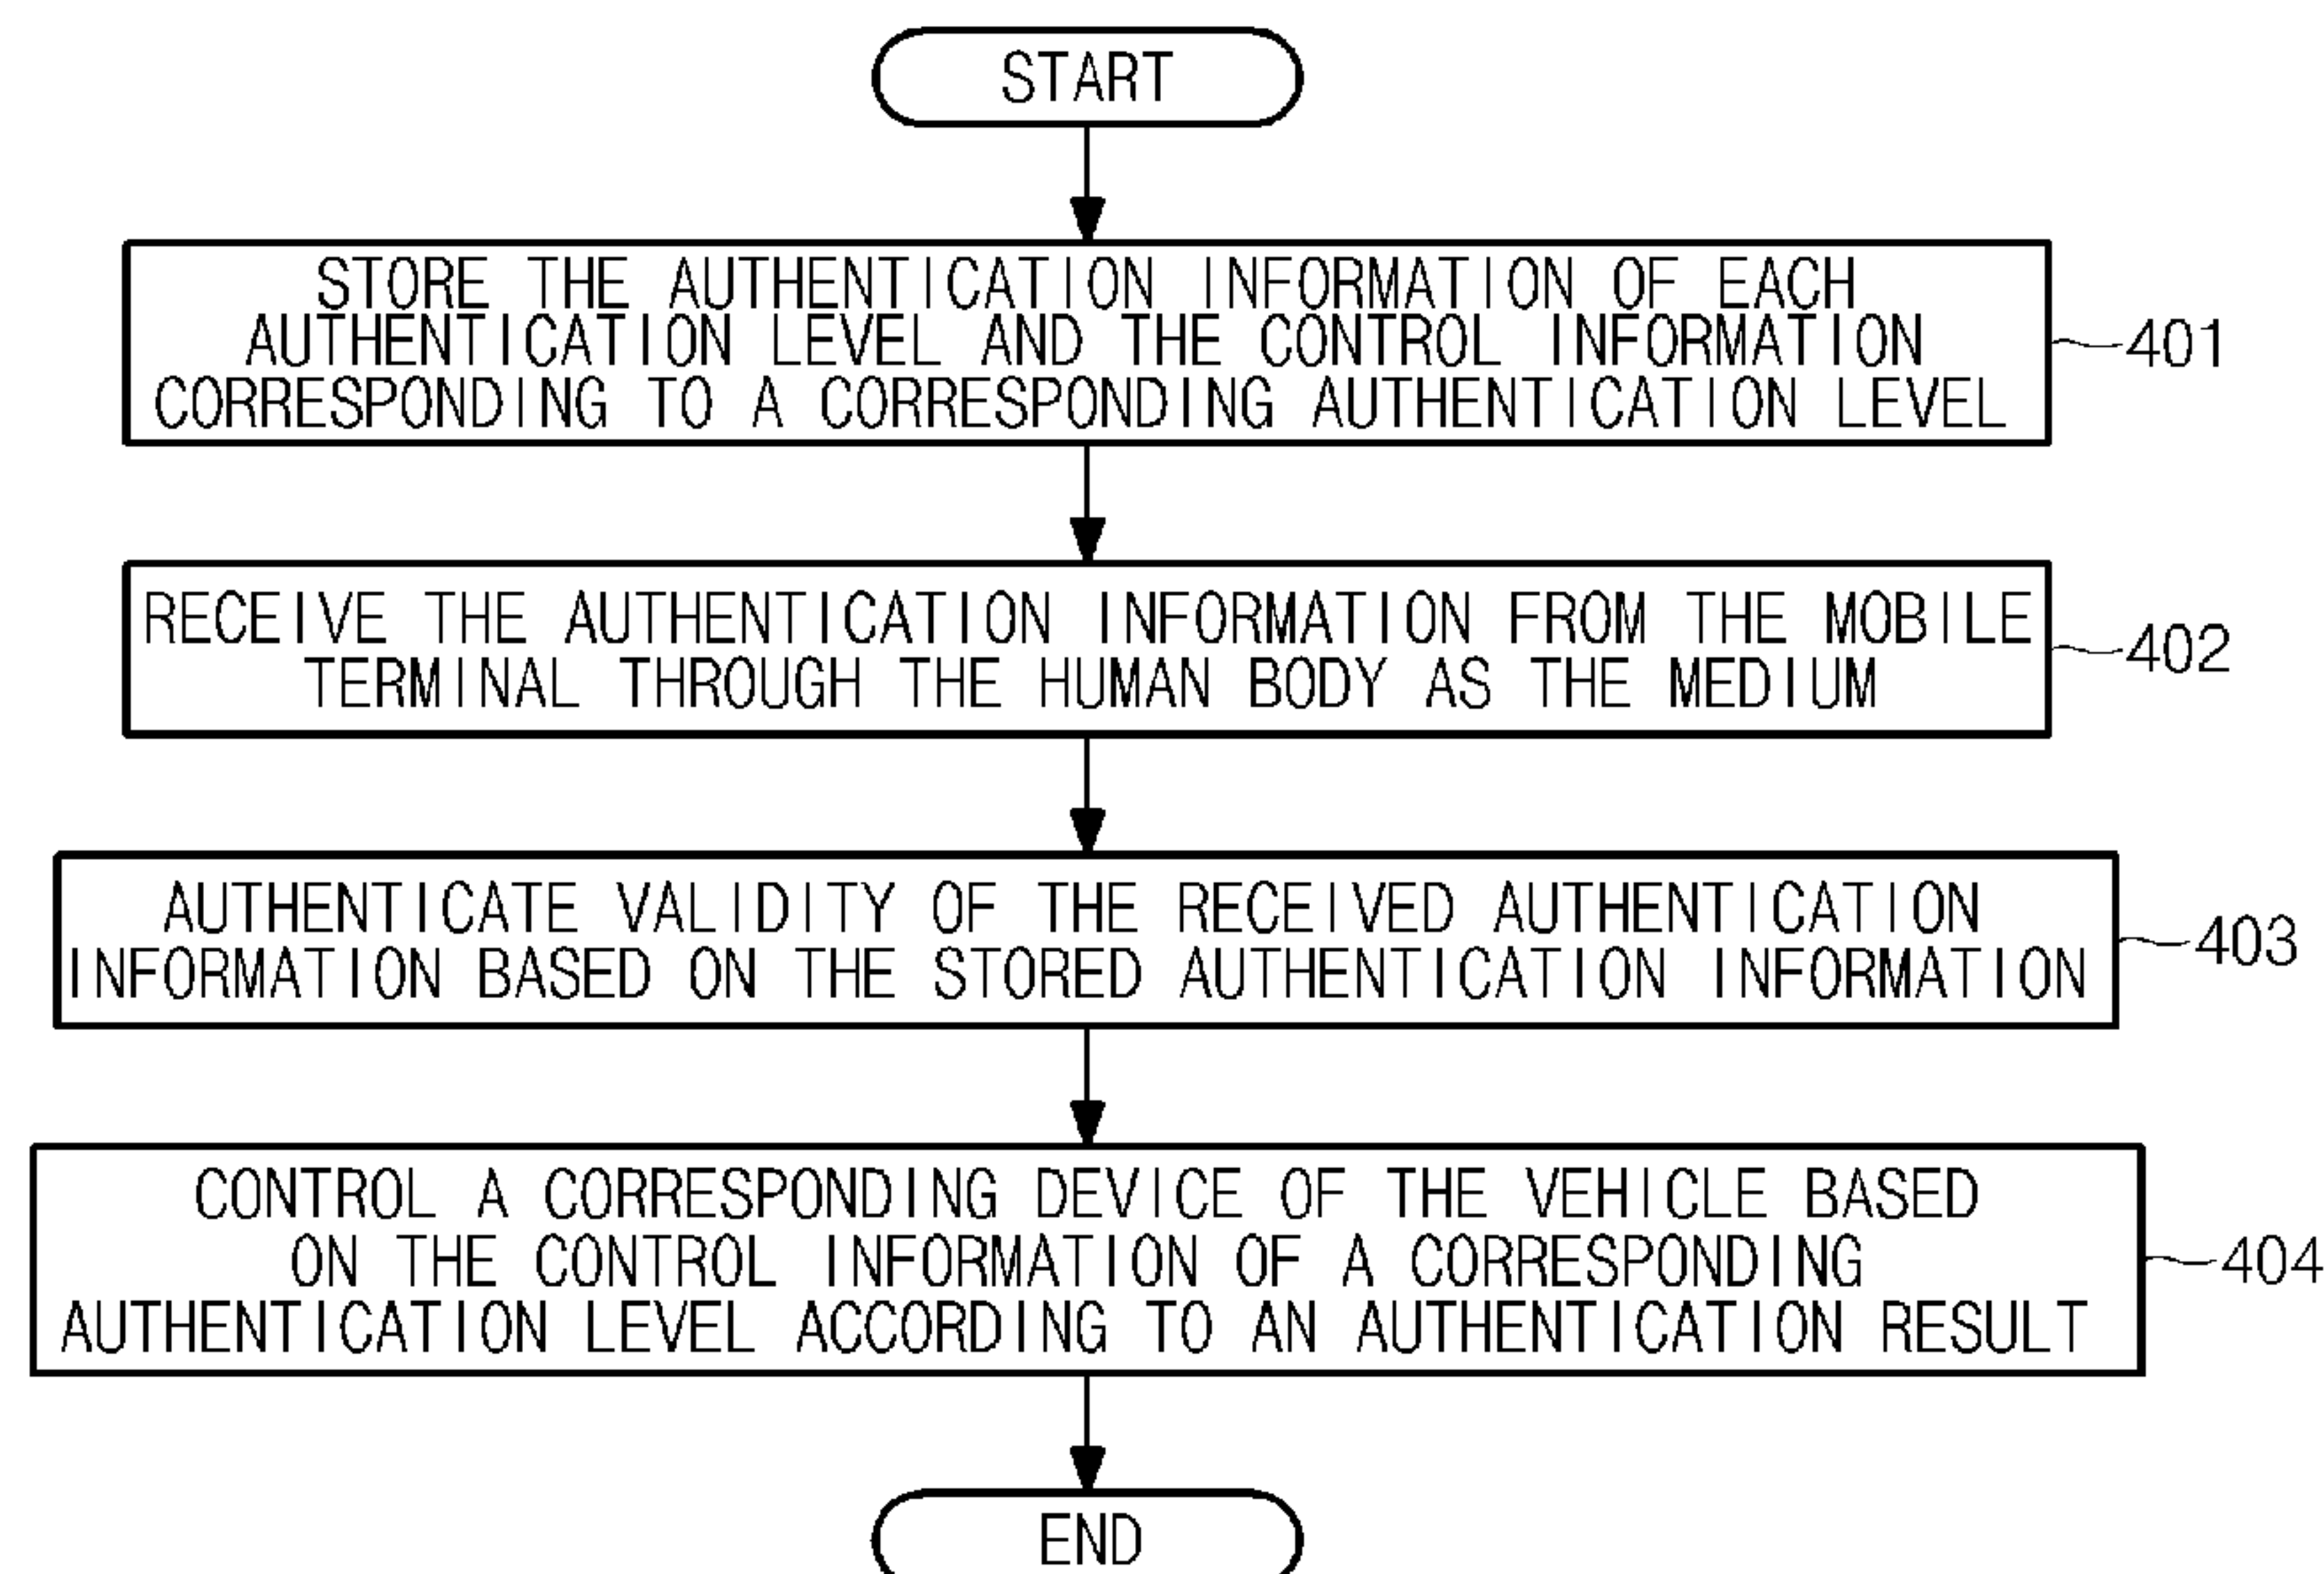 START
STORE THE AUTHENTICATION INFORMATION OF EACH
AUTHENTICATION LEVEL AND THE CONTROL INFORMATION
CORRESPONDING TO A CORRESPONDING AUTHENTICATION LEVEL
401
RECEIVE THE AUTHENTICATION INFORMATION FROM THE MOBILE
TERMINAL THROUGH THE HUMAN BODY AS THE MEDIUM
402
AUTHENTICATE VALIDITY OF THE RECEIVED AUTHENTICATION
INFORMATION BASED ON THE STORED AUTHENTICATION INFORMATION
403
CONTROL A CORRESPONDING DEVICE OF THE VEHICLE BASED
ON THE CONTROL INFORMATION OF A CORRESPONDING
AUTHENTICATION LEVEL ACCORDING TO AN AUTHENTICATION RESULT
404
END